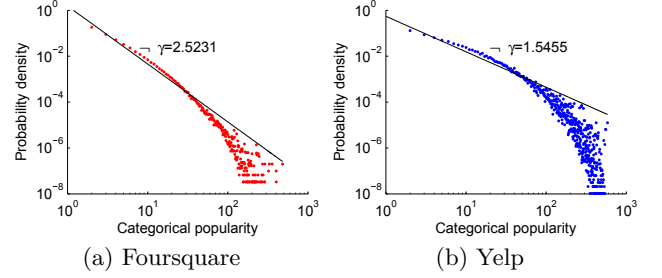 10^0
10^-2
10^-4
10^-6
10^-8
Probability density
¬ γ=2.5231
10^0 10^1 10^2 10^3
Categorical popularity
(a) Foursquare
10^0
10^-2
10^-4
10^-6
10^-8
Probability density
¬ γ=1.5455
10^0 10^1 10^2 10^3
Categorical popularity
(b) Yelp